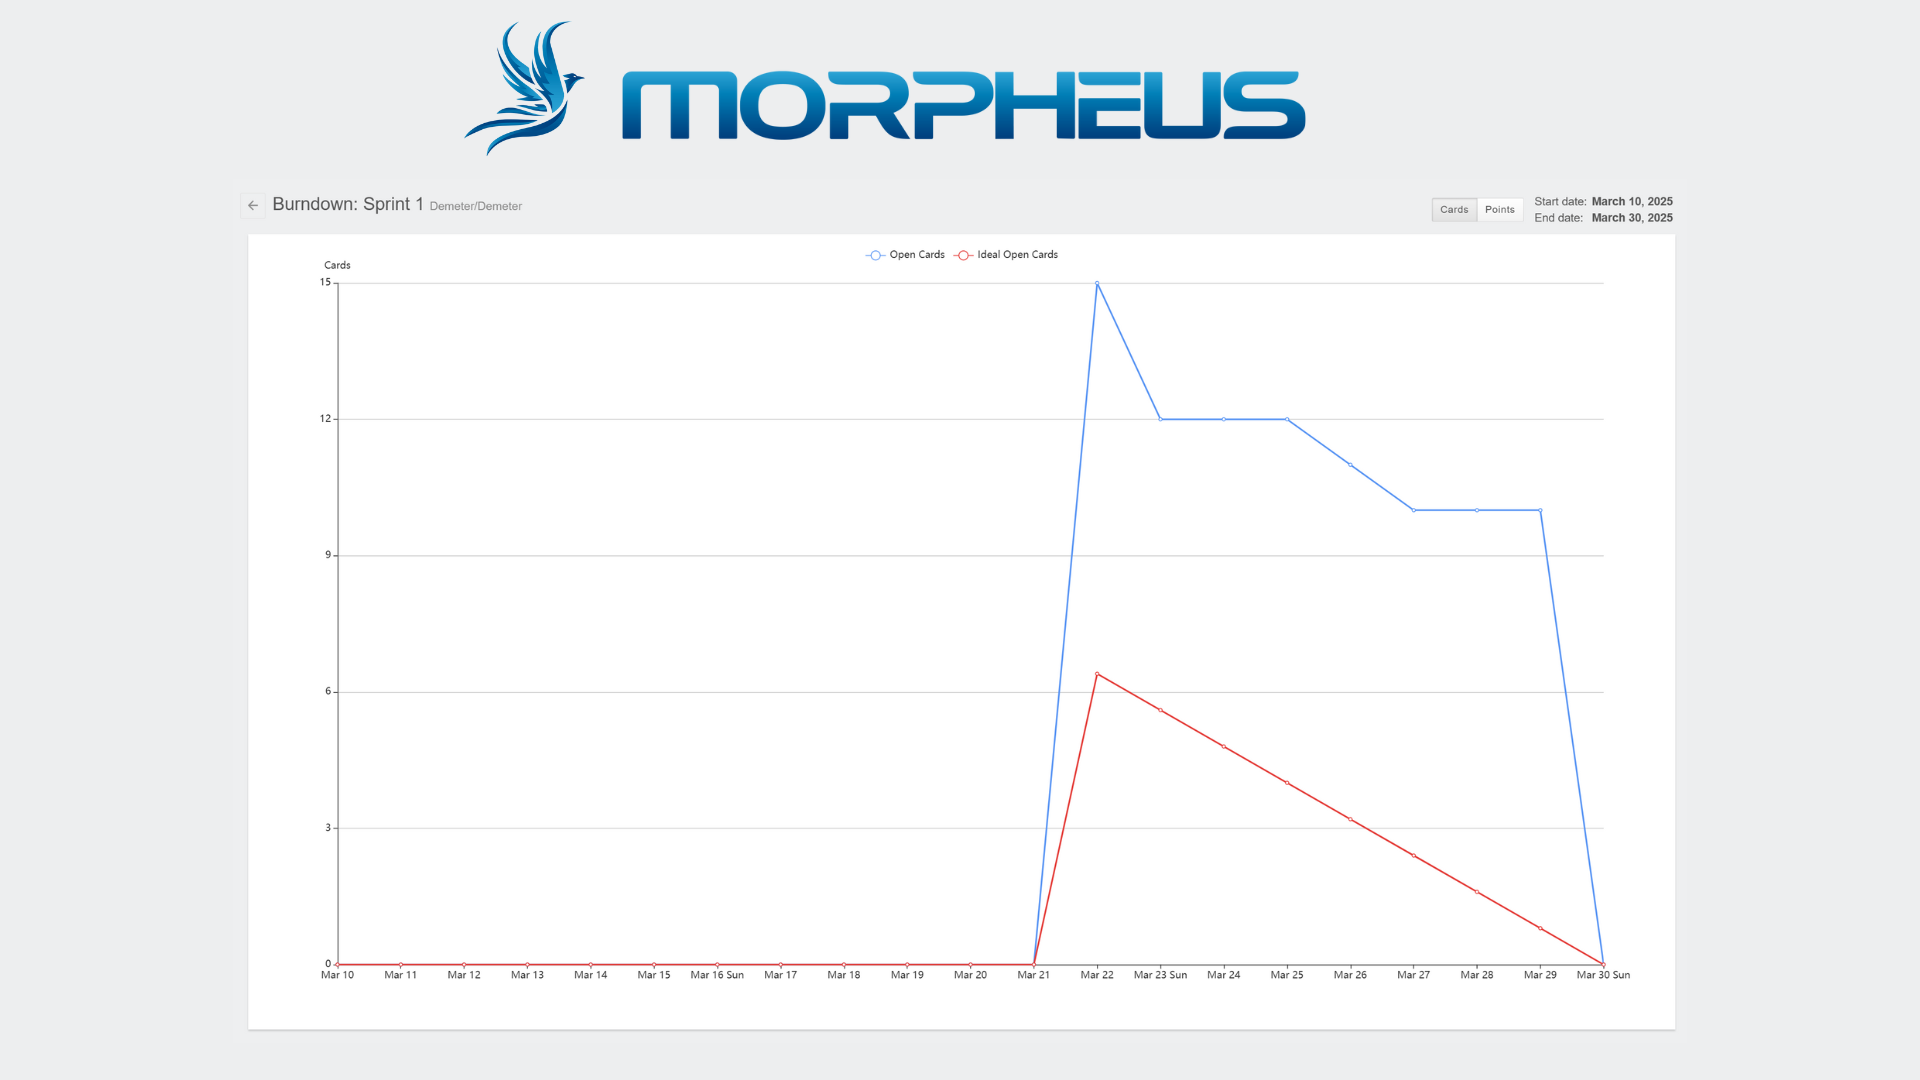 MORPHEUS
Burndown: Sprint 1 Demeter/Demeter
Cards Points
Start date: March 10, 2025
End date: March 30, 2025
Open Cards Ideal Open Cards
Cards
15
12
9
6
3
0
Mar 10 Mar 11 Mar 12 Mar 13 Mar 14 Mar 15 Mar 16 Sun Mar 17 Mar 18 Mar 19 Mar 20 Mar 21 Mar 22 Mar 23 Sun Mar 24 Mar 25 Mar 26 Mar 27 Mar 28 Mar 29 Mar 30 Sun